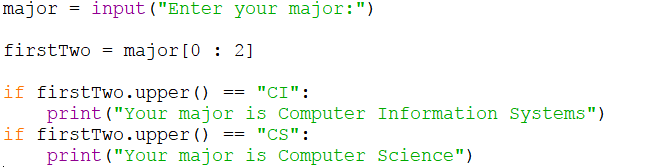 major = input("Enter your major:")
firstTwo = major[0 : 2]
if firstTwo.upper() == "CI":
    print("Your major is Computer Information Systems")
if firstTwo.upper() == "CS":
    print("Your major is Computer Science")